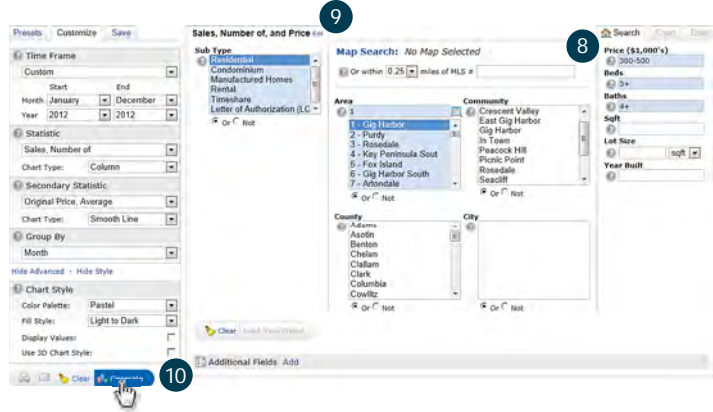 9
Presets Customize Save
Time Frame
Custom
Start End
Month January December
Year 2012 2012
Statistic
Sales, Number of
Chart Type: Column
Secondary Statistic
Original Price, Average
Chart Type: Smooth Line
Group By
Month
Hide Advanced • Hide Style
Chart Style
Color Palette: Pastel
Fill Style: Light to Dark
Display Values:
Use 3D Chart Style:
Clear Generate
10
Sales, Number of, and Price
Sub Type
Residential
Condominium
Manufactured Homes
Rental
Timeshare
Letter of Authorization (LC
Or Not
Map Search: No Map Selected
Or within 0.25 miles of MLS #
Area
1
1 - Gig Harbor
2 - Purdy
3 - Rosedale
4 - Key Peninsula Sout
5 - Fox Island
6 - Gig Harbor South
7 - Artondale
Or Not
Community
Crescent Valley
East Gig Harbor
Gig Harbor
In Town
Peacock Hill
Picnic Point
Rosedale
Seacliff
Or Not
County
Adams
Asotin
Benton
Chelan
Clallam
Clark
Columbia
Cowlitz
Or Not
City
Or Not
Clear
Additional Fields Add
8
Search Chart
Price ($1,000's)
300-500
Beds
3+
Baths
4+
Sqft
Lot Size
sqft
Year Built